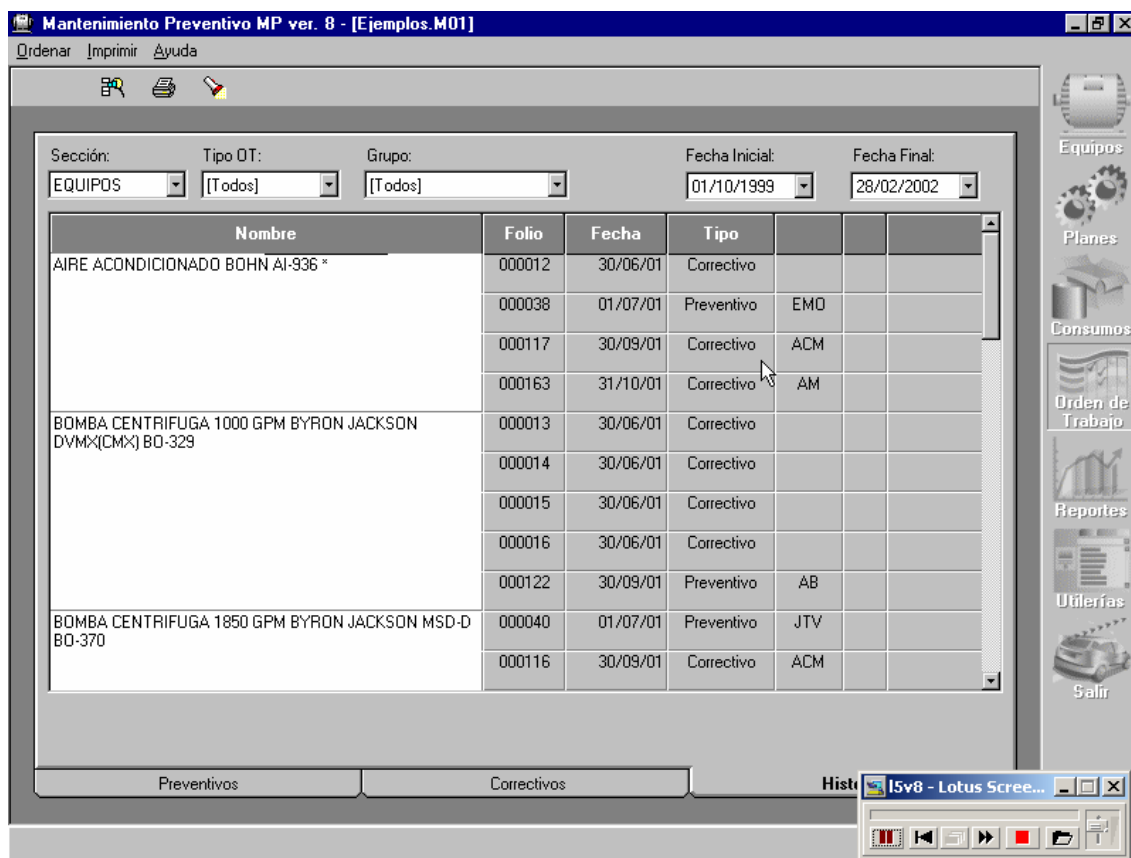 Mantenimiento Preventivo MP ver. 8 - [Ejemplos.M01]
Ordenar Imprimir Ayuda
Sección: Tipo OT: Grupo: Fecha Inicial: Fecha Final:
EQUIPOS [Todos] [Todos] 01/10/1999 28/02/2002
Nombre Folio Fecha Tipo
AIRE ACONDICIONADO BOHN AI-936 * 000012 30/06/01 Correctivo
000038 01/07/01 Preventivo EMO
000117 30/09/01 Correctivo ACM
000163 31/10/01 Correctivo AM
BOMBA CENTRIFUGA 1000 GPM BYRON JACKSON 000013 30/06/01 Correctivo
DVMX(CMX) BO-329
000014 30/06/01 Correctivo
000015 30/06/01 Correctivo
000016 30/06/01 Correctivo
000122 30/09/01 Preventivo AB
BOMBA CENTRIFUGA 1850 GPM BYRON JACKSON MSD-D 000040 01/07/01 Preventivo JTV
BO-370
000116 30/09/01 Correctivo ACM
Preventivos Correctivos
Equipos
Planes
Consumos
Orden de
Trabajo
Reportes
Utilerías
Salir
l5v8 - Lotus Scree...